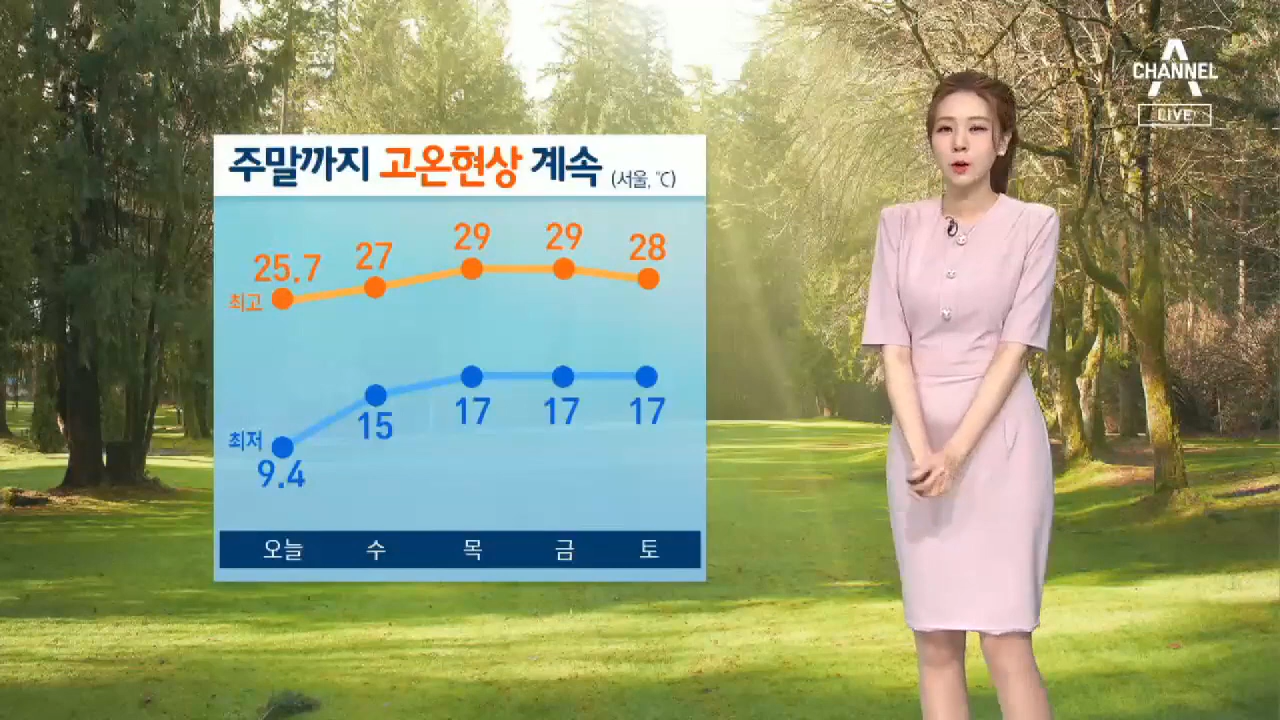 CHANNEL A
LIVE
주말까지 고온현상 계속 (서울, ℃)
최고 25.7 27 29 29 28
최저 9.4 15 17 17 17
오늘 수 목 금 토